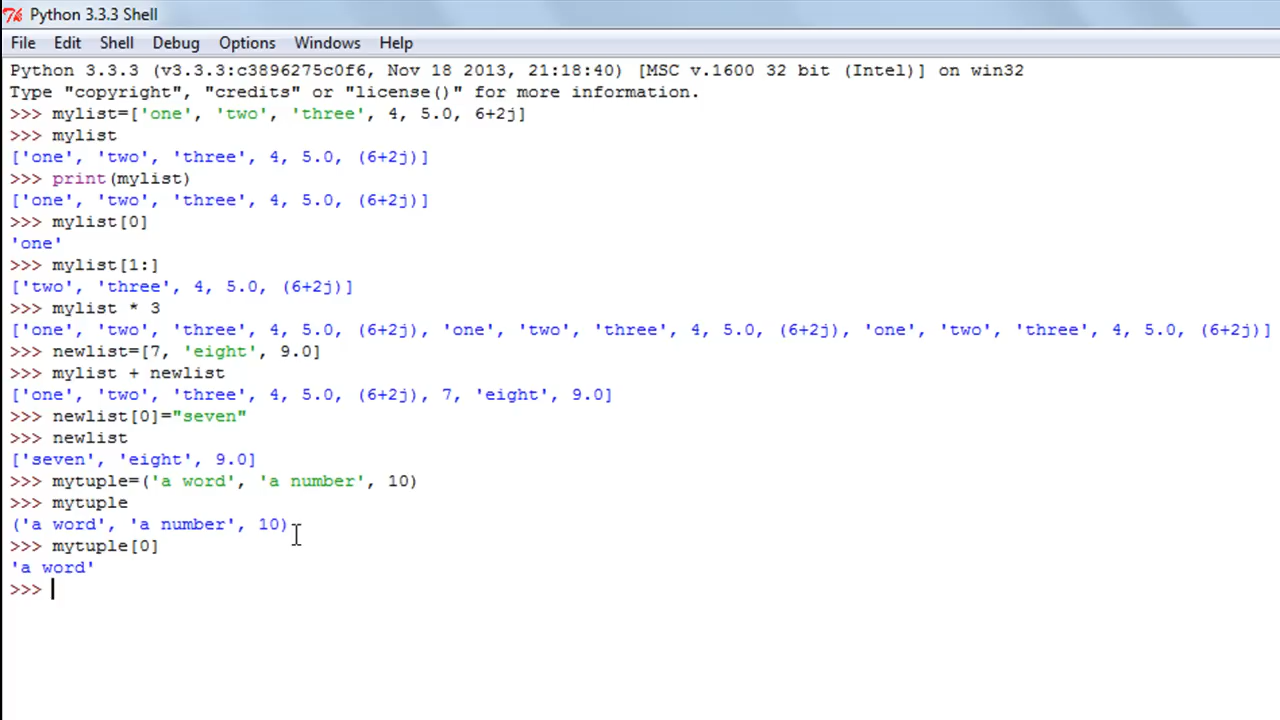 Python 3.3.3 Shell
File Edit Shell Debug Options Windows Help
Python 3.3.3 (v3.3.3:c3896275c0f6, Nov 18 2013, 21:18:40) [MSC v.1600 32 bit (Intel)] on win32
Type "copyright", "credits" or "license()" for more information.
>>> mylist=['one', 'two', 'three', 4, 5.0, 6+2j]
>>> mylist
['one', 'two', 'three', 4, 5.0, (6+2j)]
>>> print(mylist)
['one', 'two', 'three', 4, 5.0, (6+2j)]
>>> mylist[0]
'one'
>>> mylist[1:]
['two', 'three', 4, 5.0, (6+2j)]
>>> mylist * 3
['one', 'two', 'three', 4, 5.0, (6+2j), 'one', 'two', 'three', 4, 5.0, (6+2j), 'one', 'two', 'three', 4, 5.0, (6+2j)]
>>> newlist=[7, 'eight', 9.0]
>>> mylist + newlist
['one', 'two', 'three', 4, 5.0, (6+2j), 7, 'eight', 9.0]
>>> newlist[0]="seven"
>>> newlist
['seven', 'eight', 9.0]
>>> mytuple=('a word', 'a number', 10)
>>> mytuple
('a word', 'a number', 10)
>>> mytuple[0]
'a word'
>>>